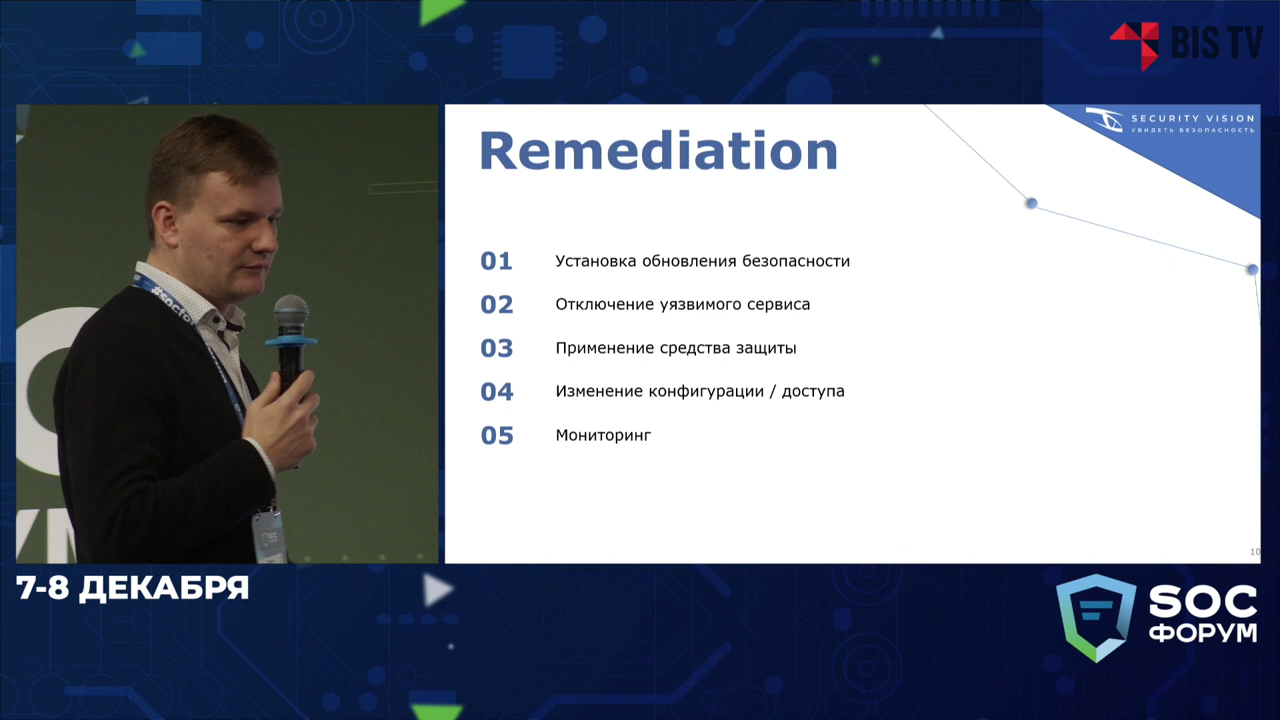 BIS TV
SECURITY VISION
УВИДЕТЬ БЕЗОПАСНОСТЬ
Remediation
01 Установка обновления безопасности
02 Отключение уязвимого сервиса
03 Применение средства защиты
04 Изменение конфигурации / доступа
05 Мониторинг
10
#socfo
7-8 ДЕКАБРЯ
SOC
ФОРУМ